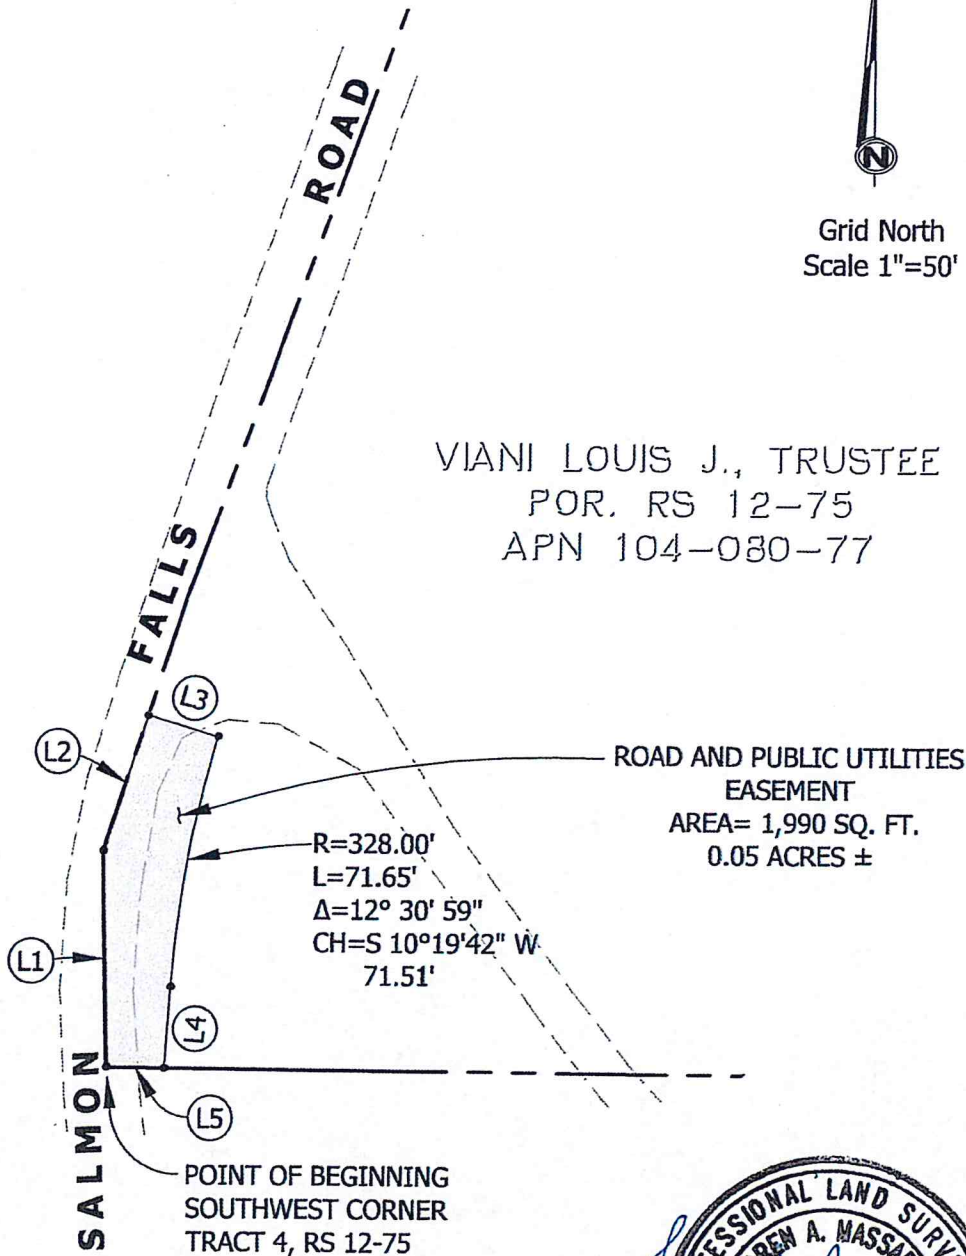 ROAD
N
Grid North
Scale 1"=50'
VIANI LOUIS J., TRUSTEE
POR. RS 12-75
APN 104-080-77
FALLS
L3
L2
ROAD AND PUBLIC UTILITIES
EASEMENT
AREA= 1,990 SQ. FT.
0.05 ACRES ±
R=328.00'
L=71.65'
Δ=12° 30' 59"
CH=S 10°19'42" W
71.51'
L1
L4
SALMON
L5
POINT OF BEGINNING
SOUTHWEST CORNER
TRACT 4, RS 12-75
LAND